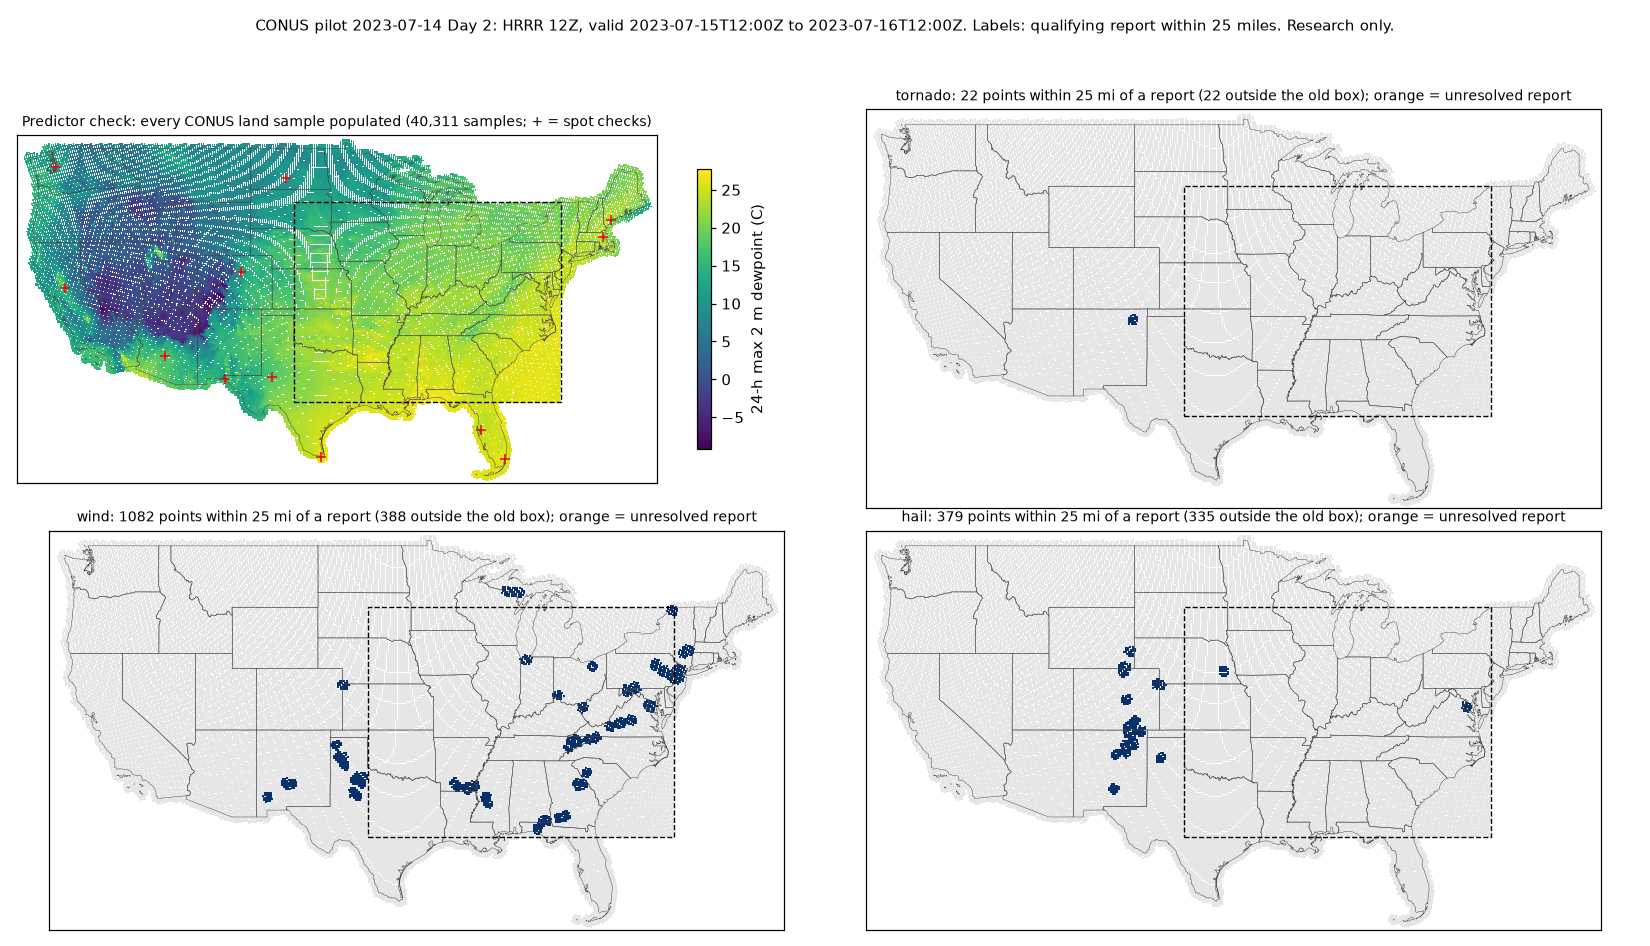 CONUS pilot 2023-07-14 Day 2: HRRR 12Z, valid 2023-07-15T12:00Z to 2023-07-16T12:00Z. Labels: qualifying report within 25 miles. Research only.
Predictor check: every CONUS land sample populated (40,311 samples; + = spot checks)
25
20
15
10
5
0
−5
24-h max 2 m dewpoint (C)
tornado: 22 points within 25 mi of a report (22 outside the old box); orange = unresolved report
wind: 1082 points within 25 mi of a report (388 outside the old box); orange = unresolved report
hail: 379 points within 25 mi of a report (335 outside the old box); orange = unresolved report